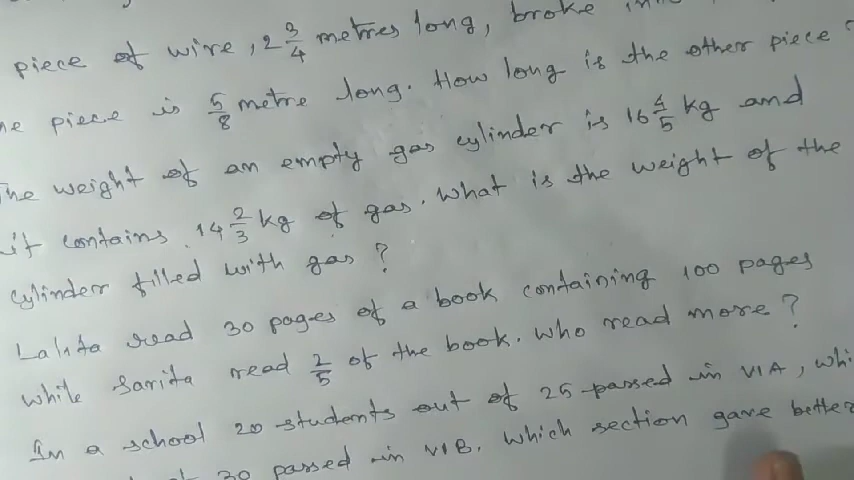 piece of wire, 2 3/4 metres long, broke
piece is 5/8 metre long. How long is the other piece
The weight of an empty gas cylinder is 16 4/5 kg and
it contains 14 2/3 kg of gas. What is the weight of the
cylinder filled with gas?
Lalita read 30 pages of a book containing 100 pages
while Sarita read 2/5 of the book. Who read more?
In a school 20 students out of 25 passed in VIA,
30 passed in VIB. Which section gave better